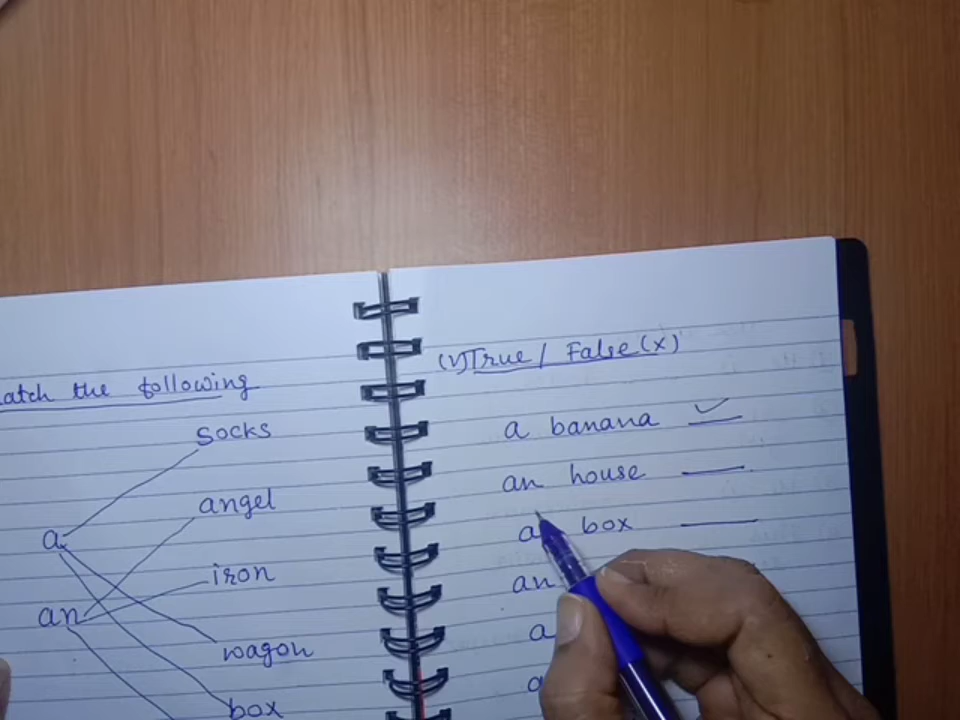 atch the following
socks
angel
a
iron
an
wagon
box
(v) True / False (x)
a banana ✓
an house
a box
an
a
a